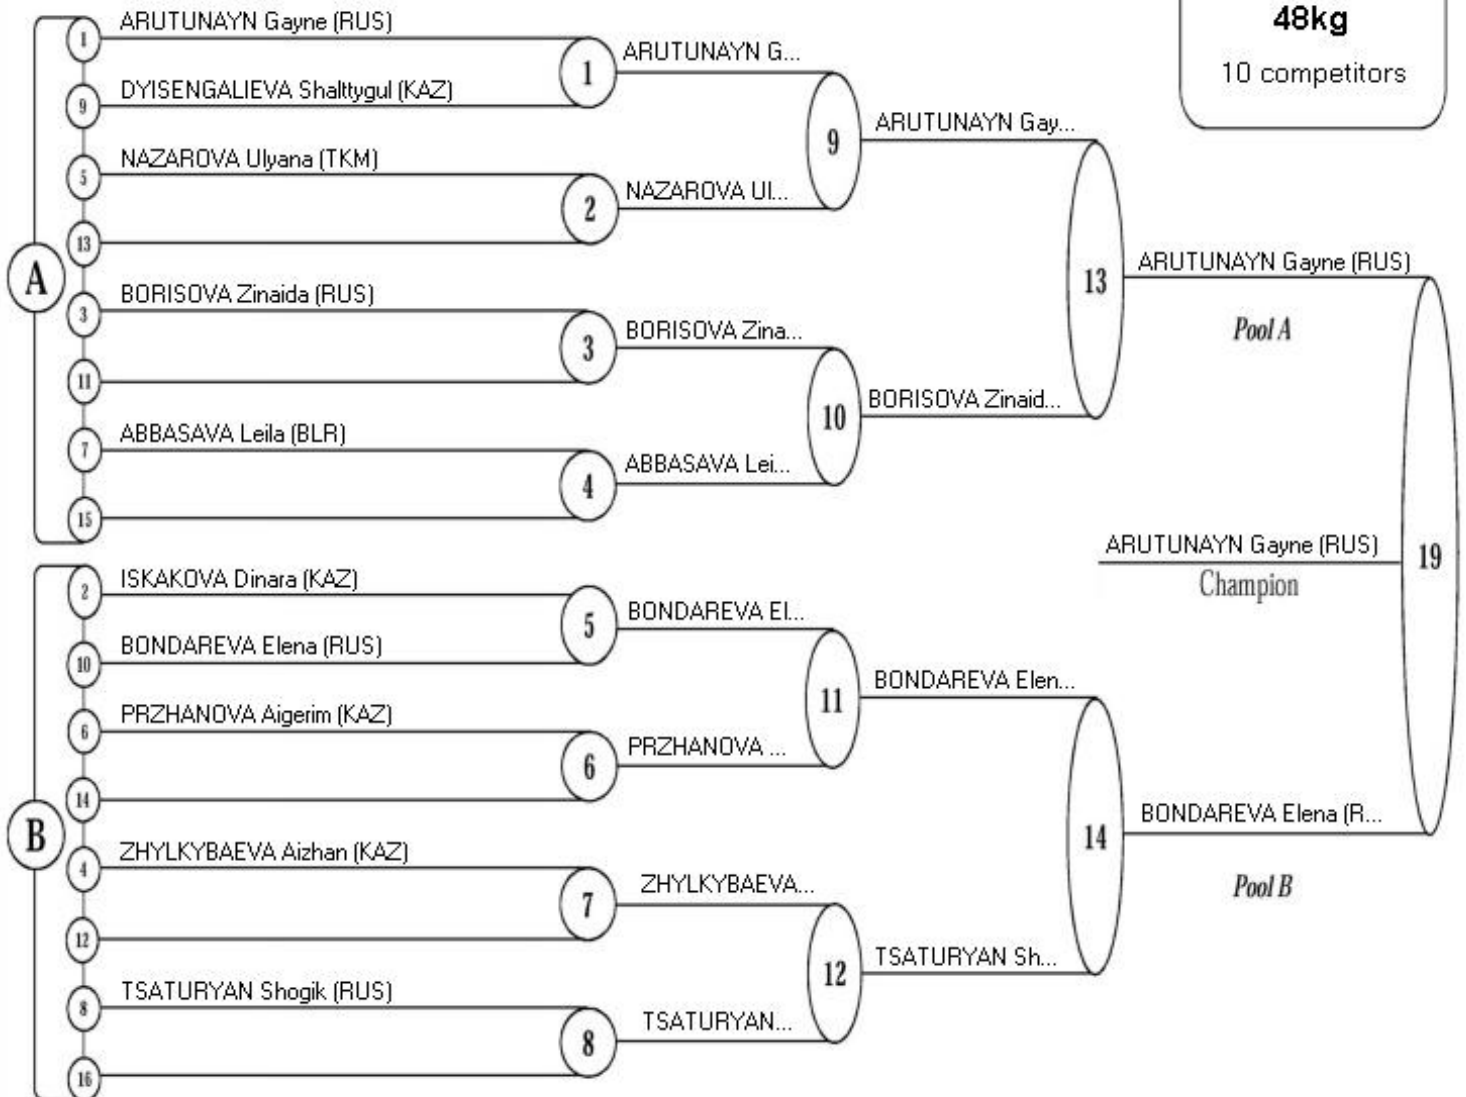 48kg
10 competitors
A
1
ARUTUNAYN Gayne (RUS)
9
DYISENGALIEVA Shalttygul (KAZ)
1
ARUTUNAYN G...
5
NAZAROVA Ulyana (TKM)
13
2
NAZAROVA Ul...
9
ARUTUNAYN Gay...
3
BORISOVA Zinaida (RUS)
11
3
BORISOVA Zina...
7
ABBASAVA Leila (BLR)
15
4
ABBASAVA Lei...
10
BORISOVA Zinaid...
13
ARUTUNAYN Gayne (RUS)
Pool A
B
2
ISKAKOVA Dinara (KAZ)
10
BONDAREVA Elena (RUS)
5
BONDAREVA El...
6
PRZHANOVA Aigerim (KAZ)
14
6
PRZHANOVA ...
11
BONDAREVA Elen...
4
ZHYLKYBAEVA Aizhan (KAZ)
12
7
ZHYLKYBAEVA...
8
TSATURYAN Shogik (RUS)
16
8
TSATURYAN...
12
TSATURYAN Sh...
14
BONDAREVA Elena (R...
Pool B
19
ARUTUNAYN Gayne (RUS)
Champion